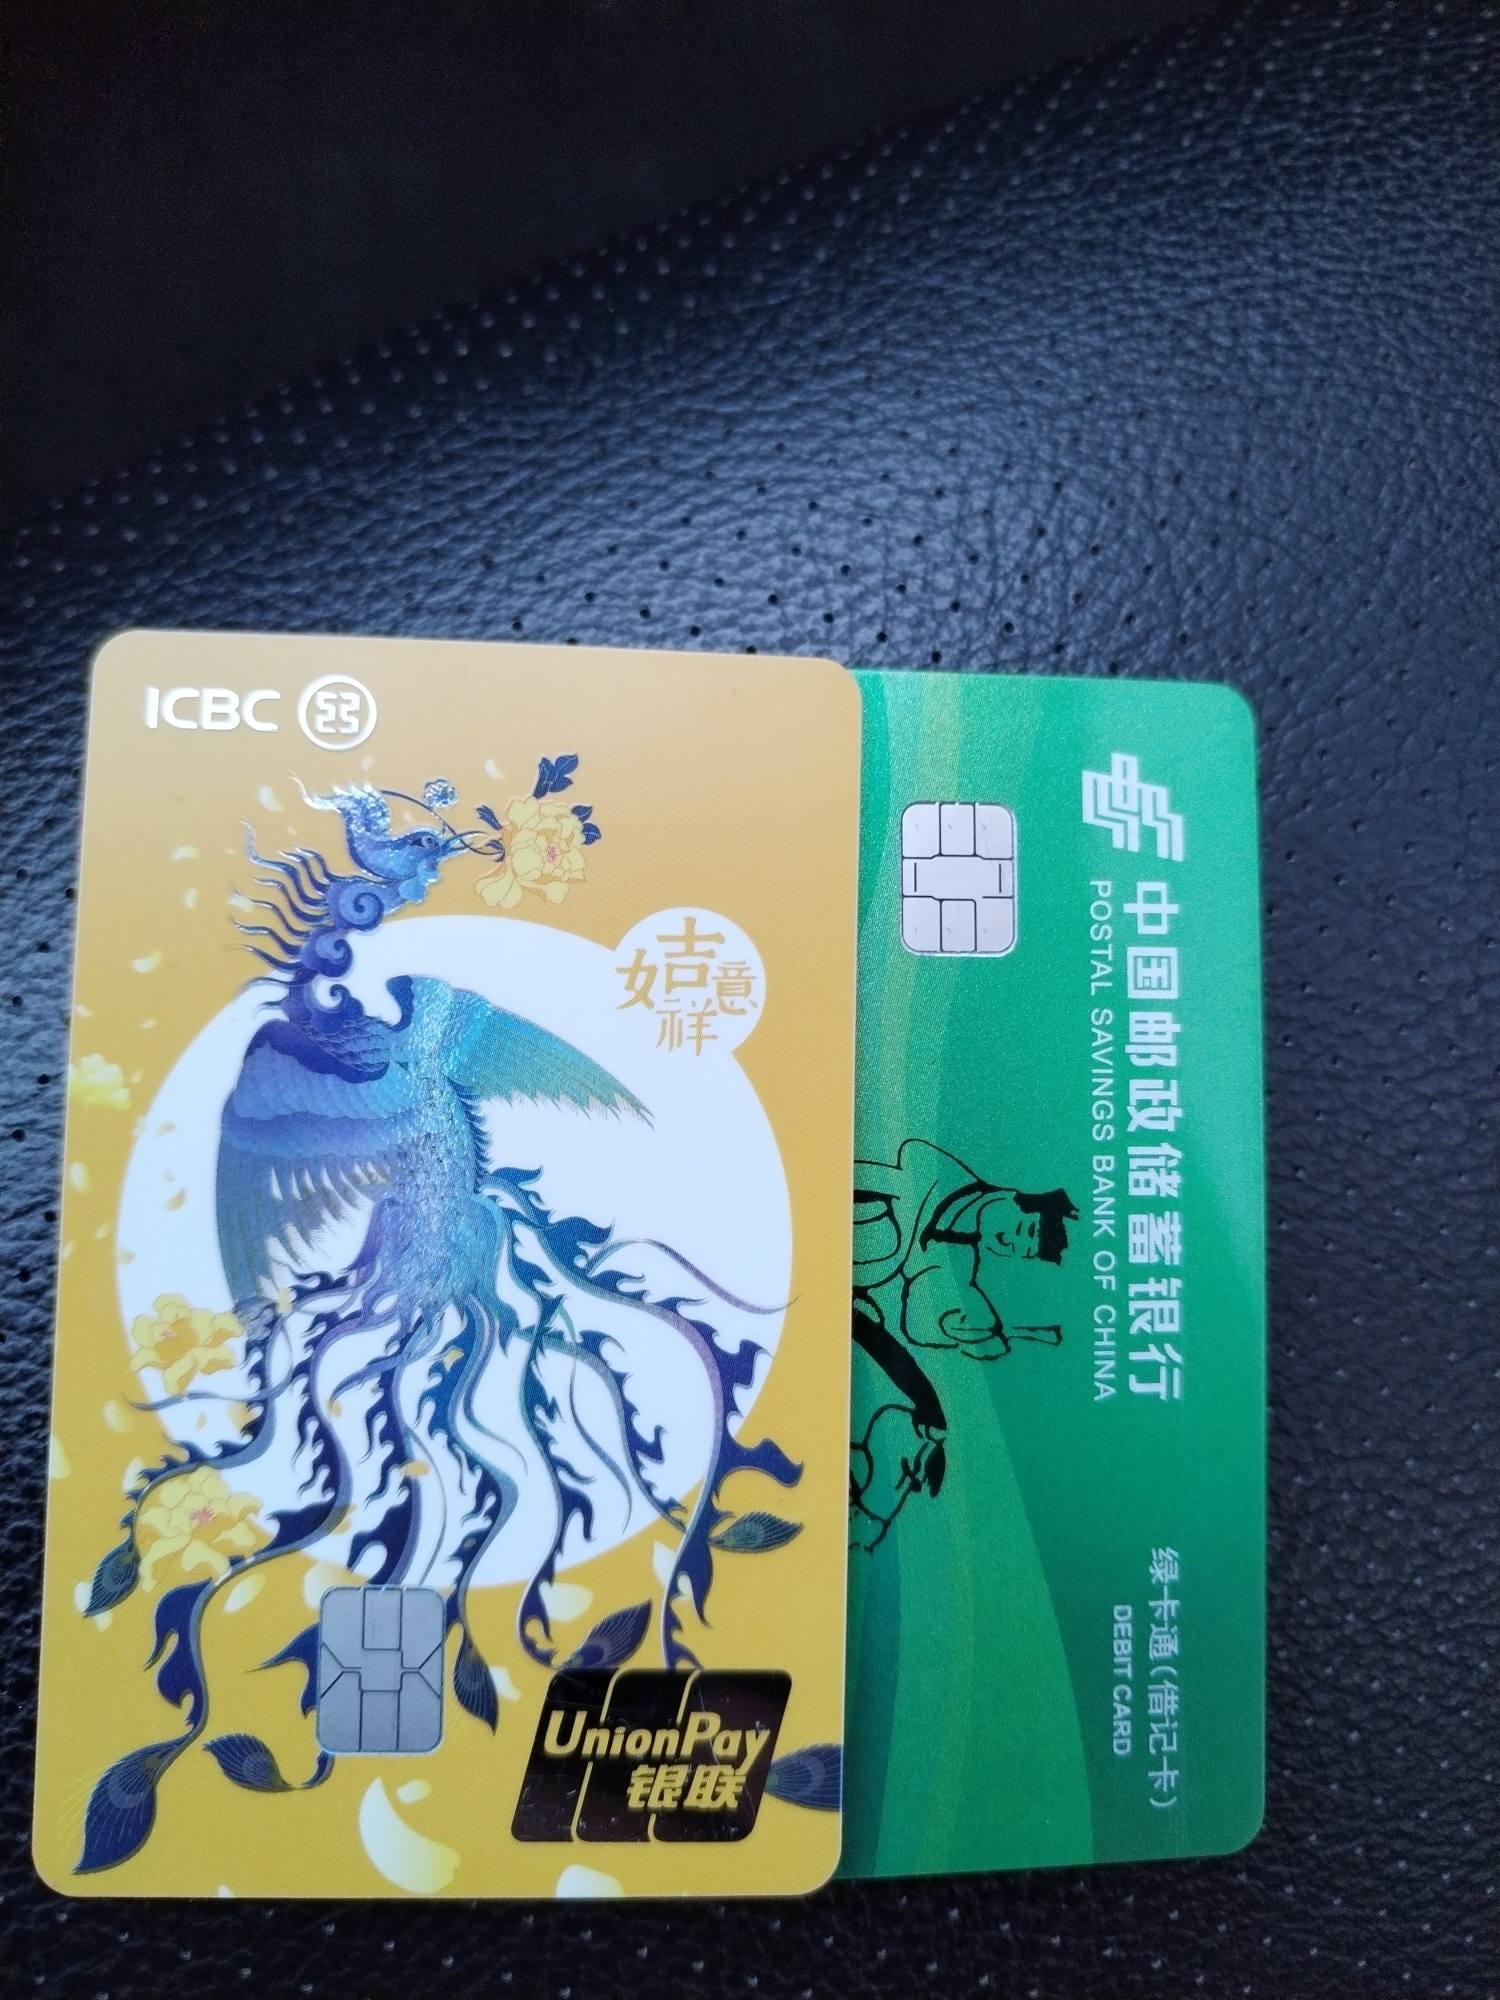 ICBC
吉祥如意
UnionPay
银联
中国邮政储蓄银行
POSTAL SAVINGS BANK OF CHINA
绿卡通(借记卡)
DEBIT CARD